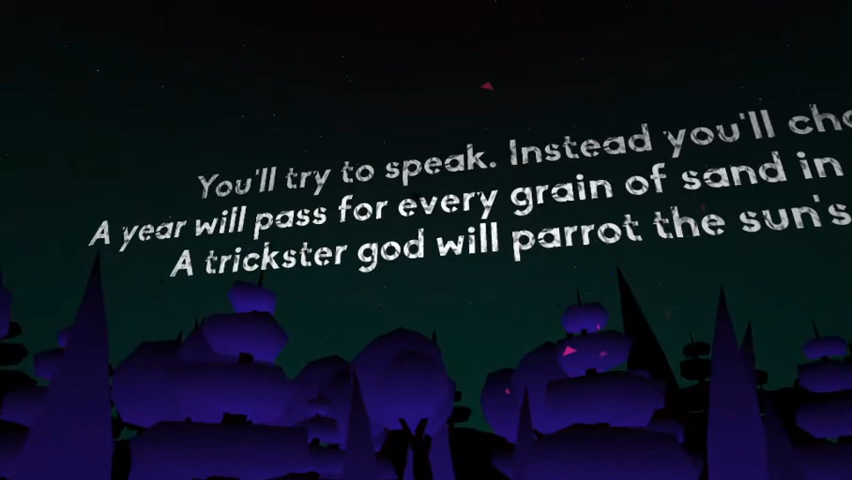 You'll try to speak. Instead you'll
A year will pass for every grain of sand in
A trickster god will parrot the sun's